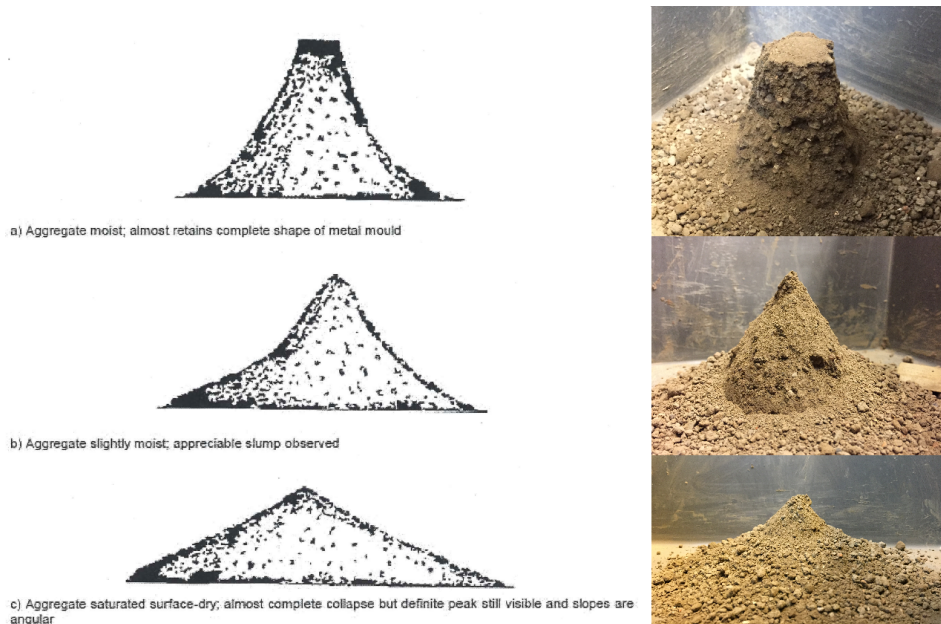 a) Aggregate moist; almost retains complete shape of metal mould
b) Aggregate slightly moist; appreciable slump observed
c) Aggregate saturated surface-dry; almost complete collapse but definite peak still visible and slopes are
angular